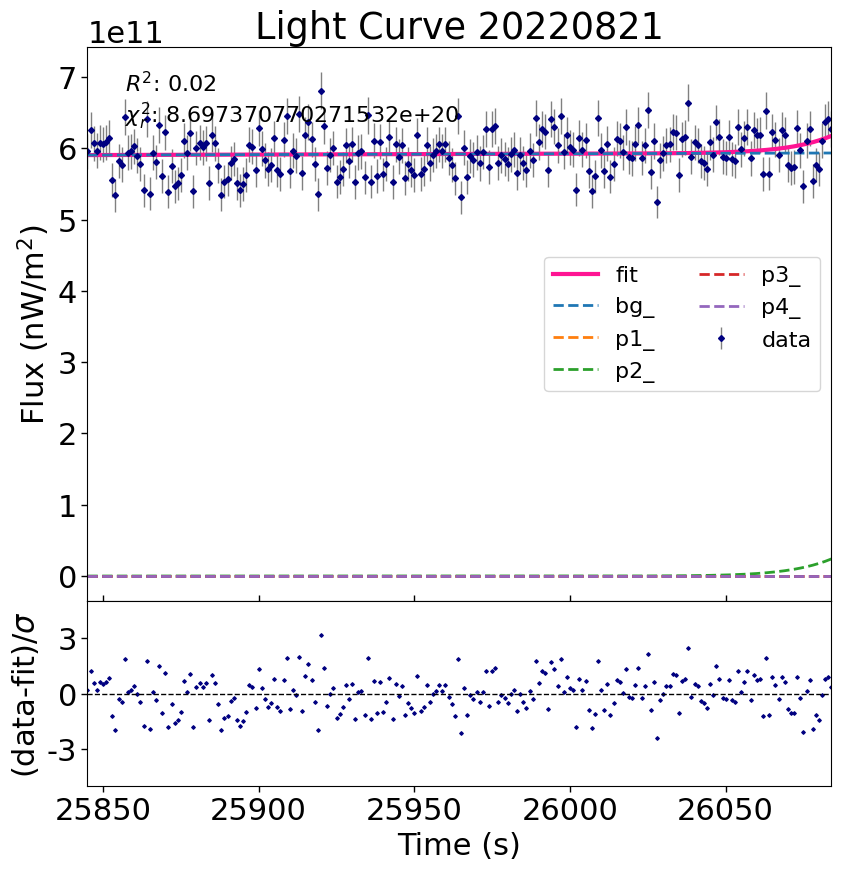 Light Curve 20220821
1e11
R²: 0.02
χ²ᵣ: 8.697370770271532e+20
7
6
5
4
3
2
1
0
Flux (nW/m²)
fit
bg_
p1_
p2_
p3_
p4_
data
3
0
-3
(data-fit)/σ
25850 25900 25950 26000 26050
Time (s)